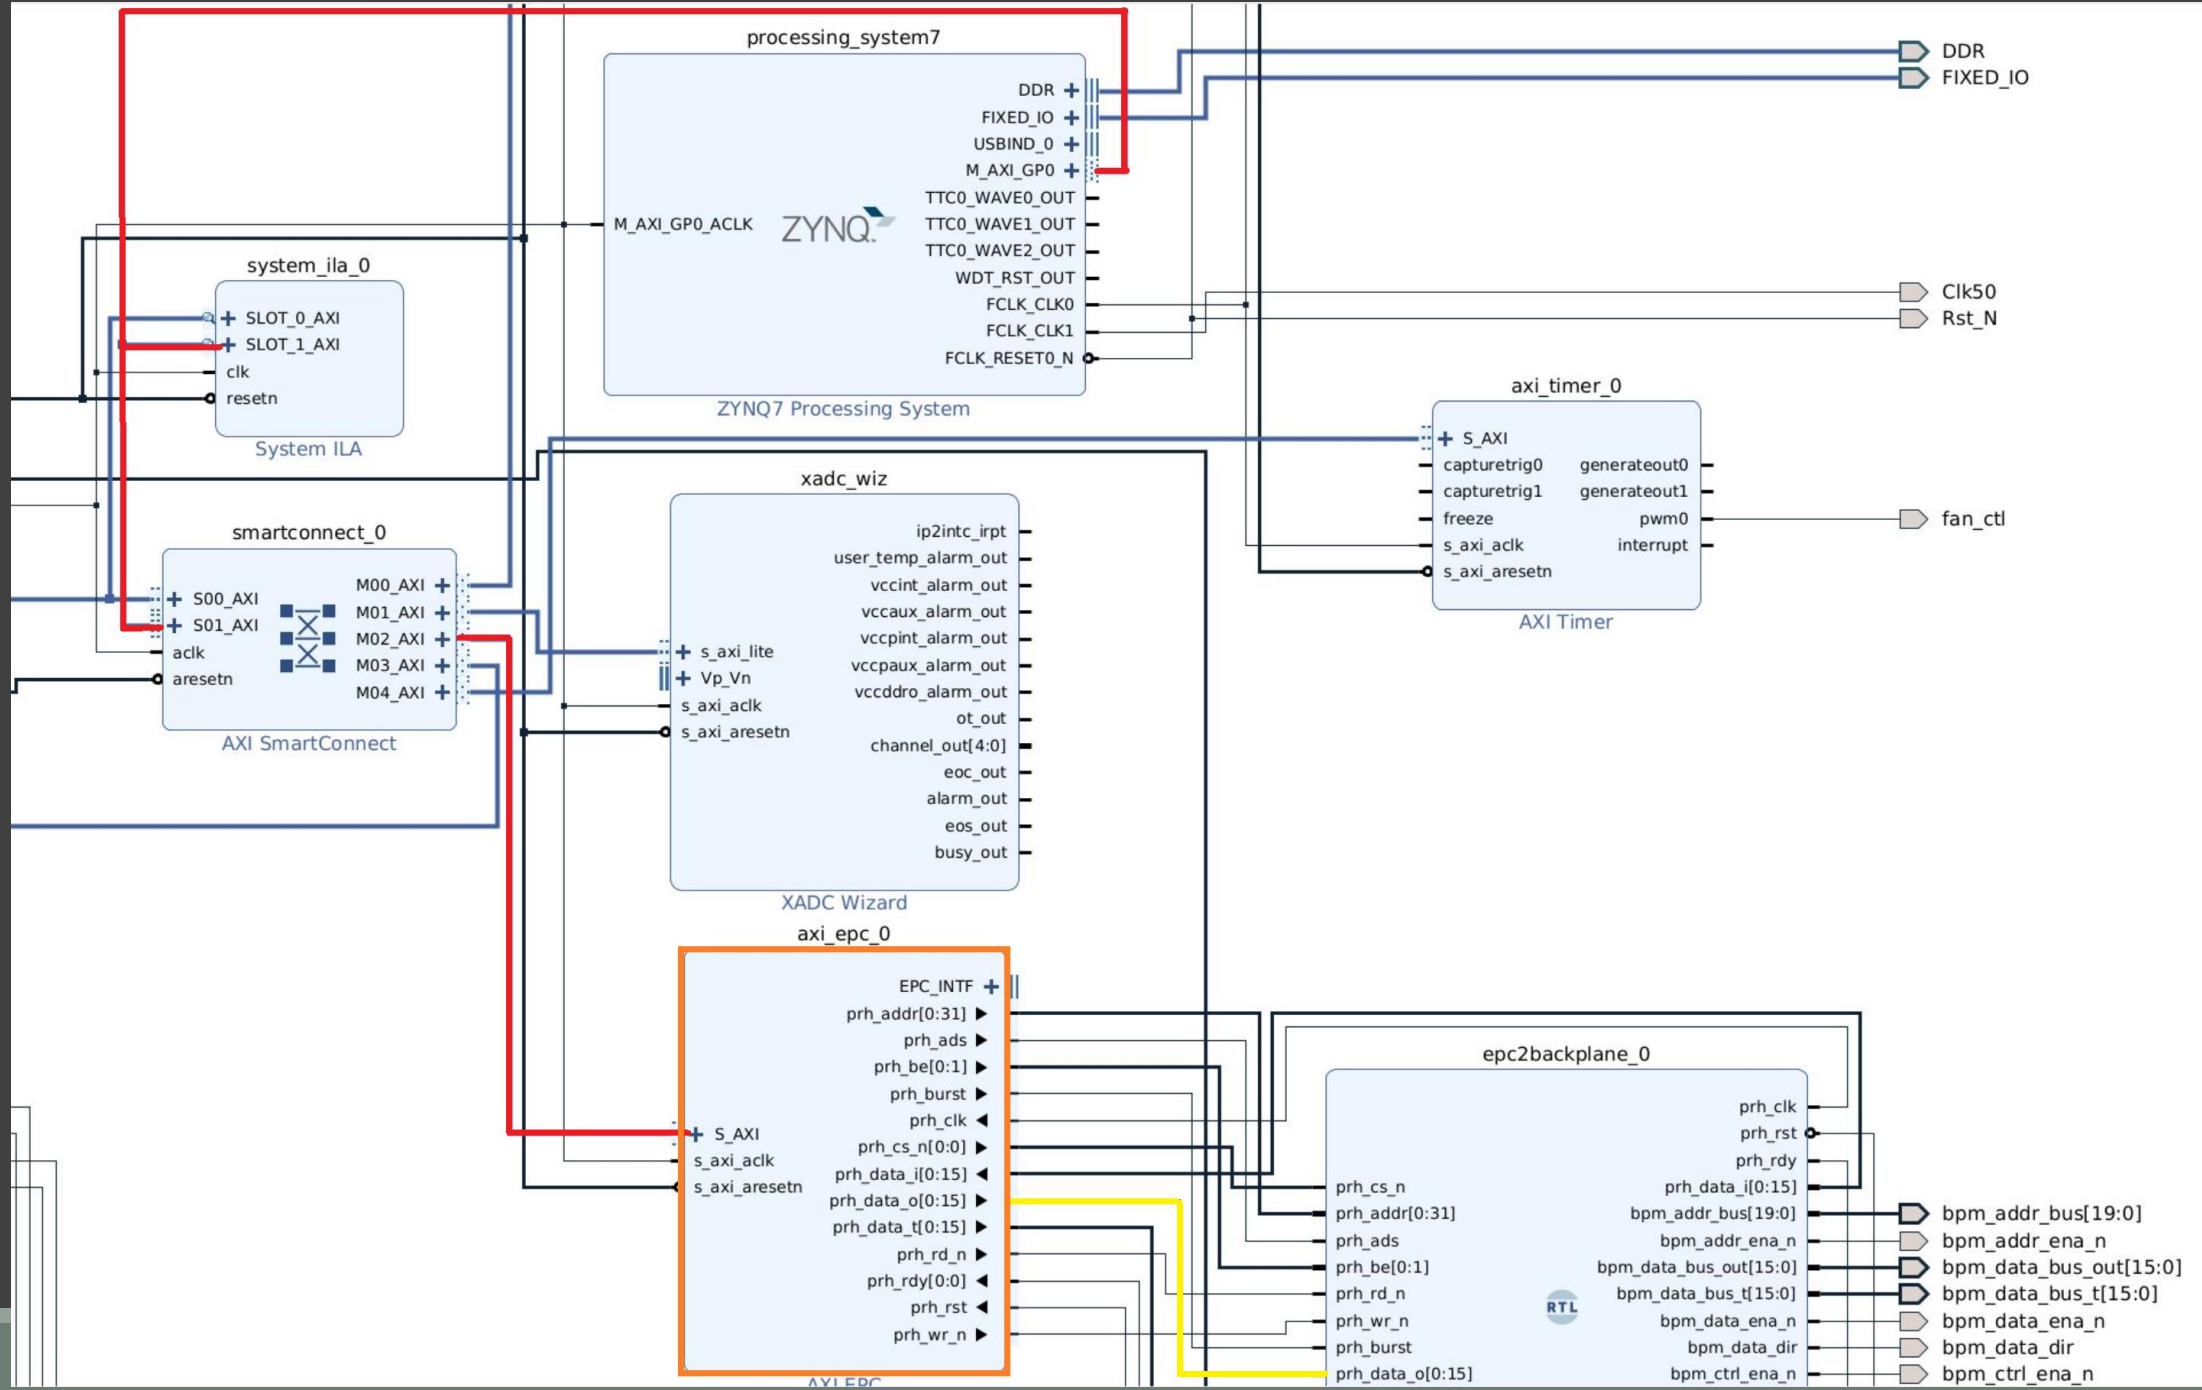 processing_system7
DDR
FIXED_IO
USBIND_0
M_AXI_GP0
TTC0_WAVE0_OUT
M_AXI_GP0_ACLK
ZYNQ
TTC0_WAVE1_OUT
TTC0_WAVE2_OUT
WDT_RST_OUT
FCLK_CLK0
FCLK_CLK1
FCLK_RESET0_N
ZYNQ7 Processing System
DDR
FIXED_IO
Clk50
Rst_N
system_ila_0
SLOT_0_AXI
SLOT_1_AXI
clk
resetn
System ILA
axi_timer_0
S_AXI
capturetrig0 generateout0
capturetrig1 generateout1
freeze pwm0
s_axi_aclk interrupt
s_axi_aresetn
AXI Timer
fan_ctl
smartconnect_0
S00_AXI
S01_AXI
aclk
aresetn
M00_AXI
M01_AXI
M02_AXI
M03_AXI
M04_AXI
AXI SmartConnect
xadc_wiz
s_axi_lite
Vp_Vn
s_axi_aclk
s_axi_aresetn
ip2intc_irpt
user_temp_alarm_out
vccint_alarm_out
vccaux_alarm_out
vccpint_alarm_out
vccpaux_alarm_out
vccddro_alarm_out
ot_out
channel_out[4:0]
eoc_out
alarm_out
eos_out
busy_out
XADC Wizard
axi_epc_0
S_AXI
s_axi_aclk
s_axi_aresetn
EPC_INTF
prh_addr[0:31]
prh_ads
prh_be[0:1]
prh_burst
prh_clk
prh_cs_n[0:0]
prh_data_i[0:15]
prh_data_o[0:15]
prh_data_t[0:15]
prh_rd_n
prh_rdy[0:0]
prh_rst
prh_wr_n
AXI EPC
epc2backplane_0
prh_cs_n
prh_addr[0:31]
prh_ads
prh_be[0:1]
prh_rd_n
prh_wr_n
prh_burst
prh_data_o[0:15]
RTL
prh_clk
prh_rst
prh_rdy
prh_data_i[0:15]
bpm_addr_bus[19:0]
bpm_addr_ena_n
bpm_data_bus_out[15:0]
bpm_data_bus_t[15:0]
bpm_data_ena_n
bpm_data_dir
bpm_ctrl_ena_n
bpm_addr_bus[19:0]
bpm_addr_ena_n
bpm_data_bus_out[15:0]
bpm_data_bus_t[15:0]
bpm_data_ena_n
bpm_data_dir
bpm_ctrl_ena_n